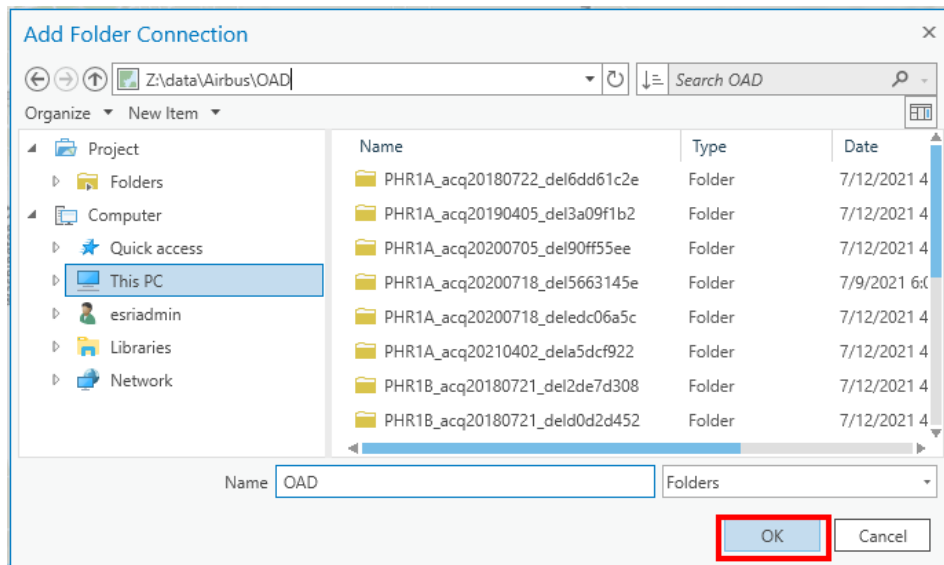 Add Folder Connection
Z:\data\Airbus\OAD
Search OAD
Organize New Item
Project
Folders
Computer
Quick access
This PC
esriadmin
Libraries
Network
Name Type Date
PHR1A_acq20180722_del6dd61c2e Folder 7/12/2021 4
PHR1A_acq20190405_del3a09f1b2 Folder 7/12/2021 4
PHR1A_acq20200705_del90ff55ee Folder 7/12/2021 4
PHR1A_acq20200718_del5663145e Folder 7/9/2021 6:0
PHR1A_acq20200718_deledc06a5c Folder 7/12/2021 4
PHR1A_acq20210402_dela5dcf922 Folder 7/12/2021 4
PHR1B_acq20180721_del2de7d308 Folder 7/12/2021 4
PHR1B_acq20180721_deld0d2d452 Folder 7/12/2021 4
Name OAD Folders
OK Cancel